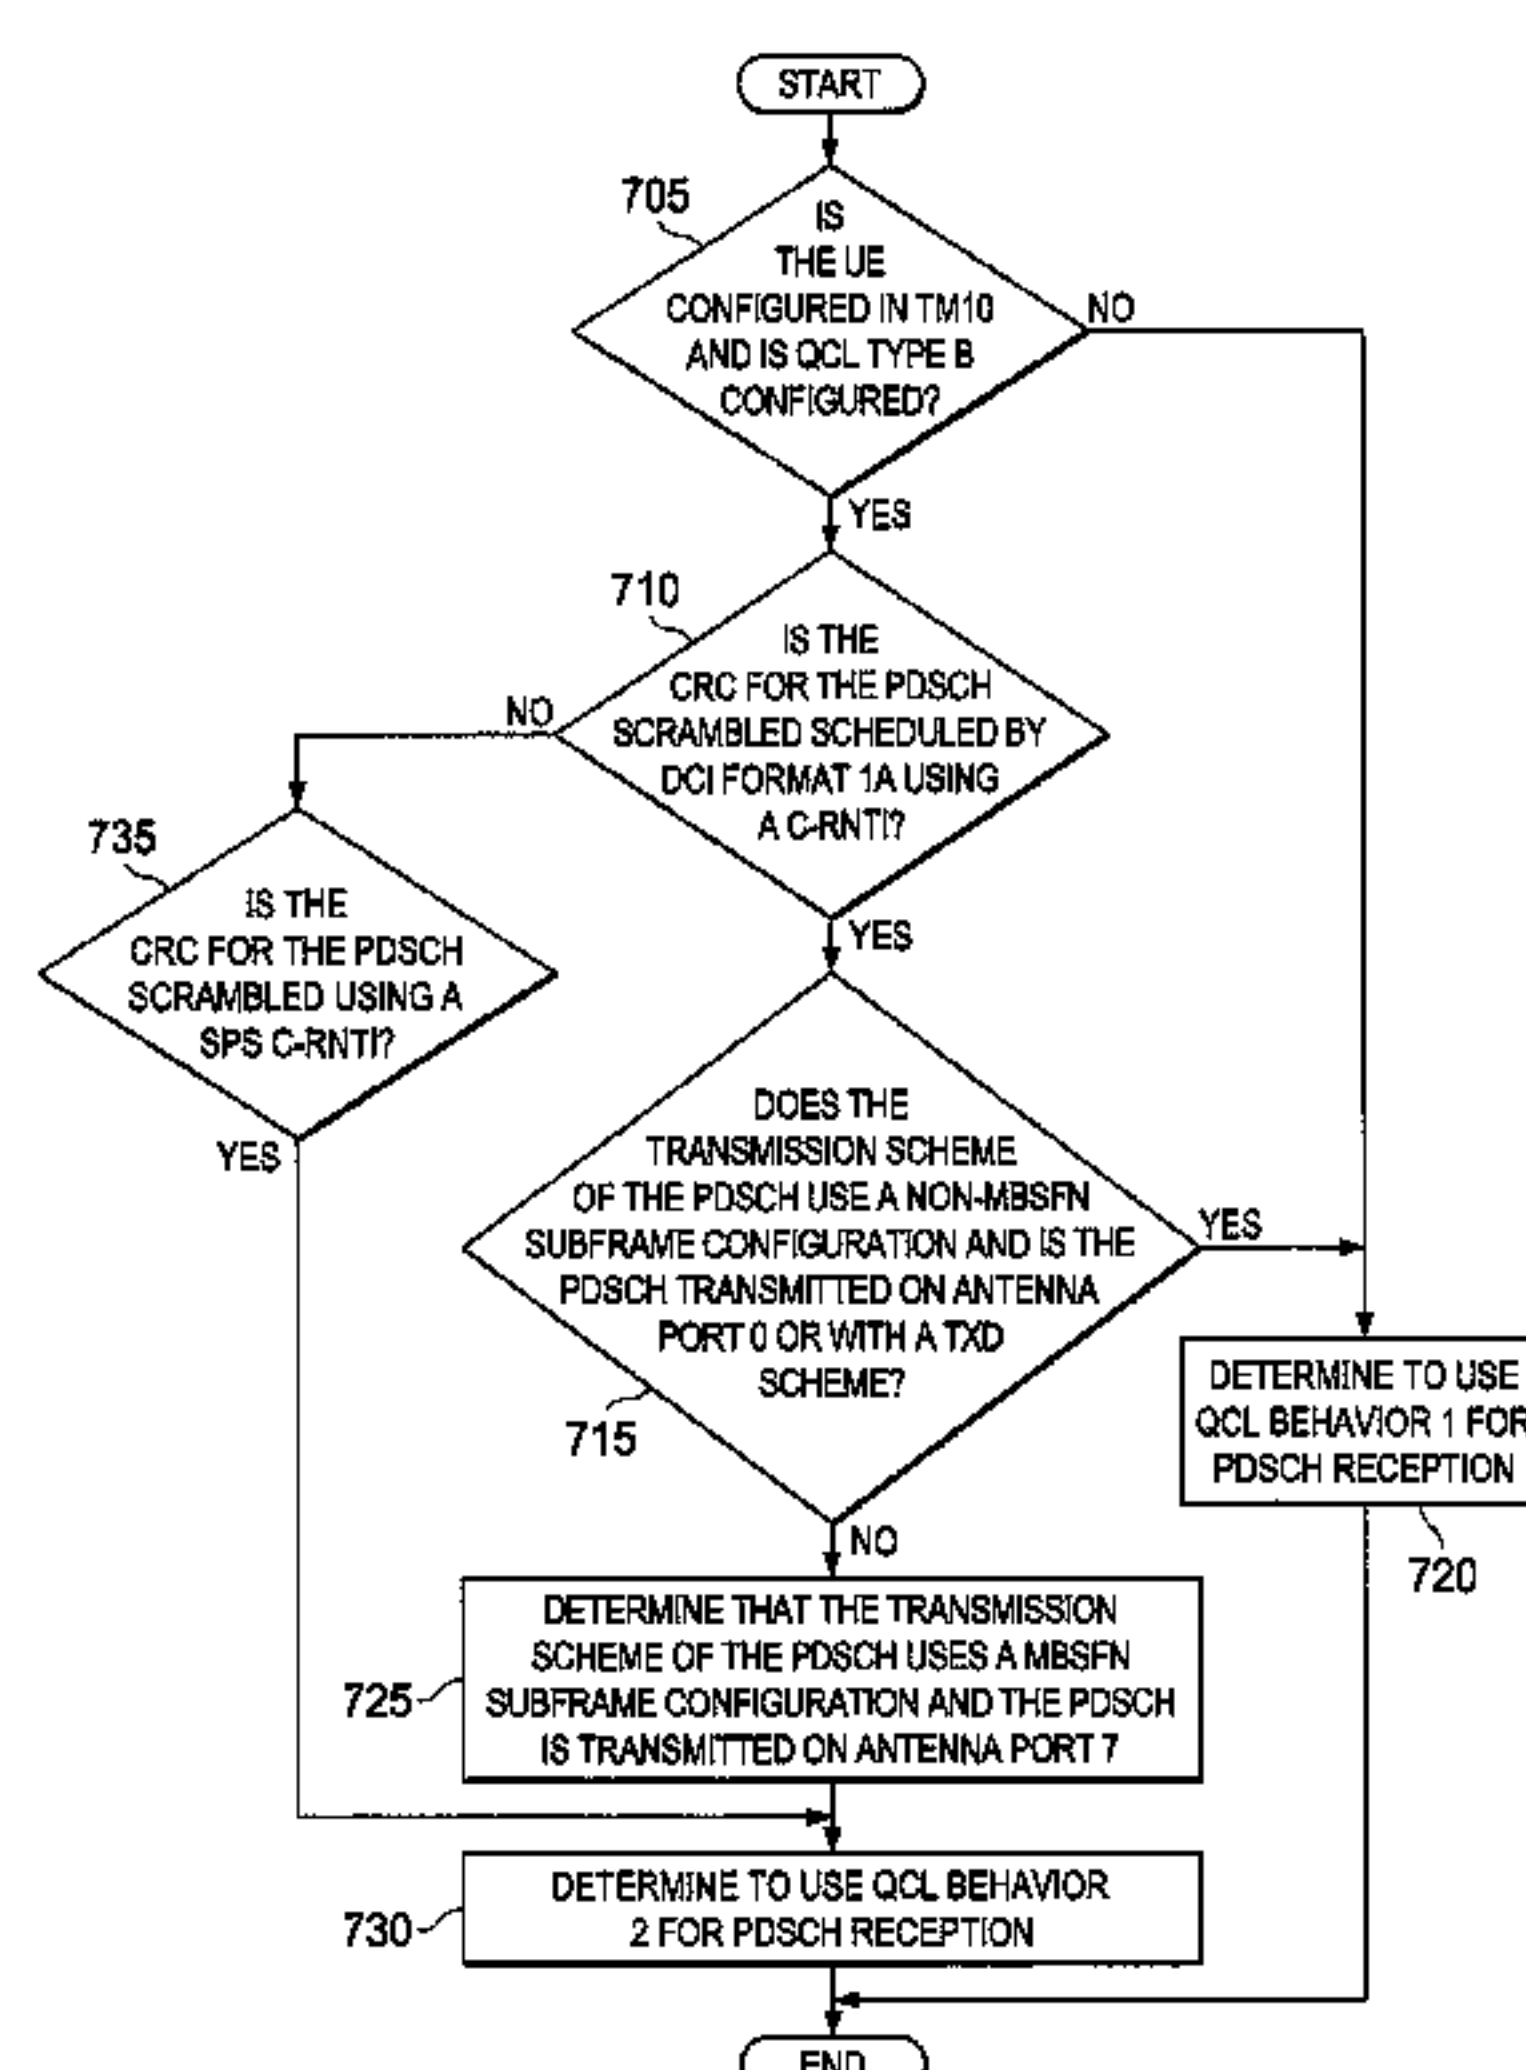 START
705
IS
THE UE
CONFIGURED IN TM10
AND IS QCL TYPE B
CONFIGURED?
NO
YES
710
IS THE
CRC FOR THE PDSCH
SCRAMBLED SCHEDULED BY
DCI FORMAT 1A USING
A C-RNTI?
NO
YES
735
IS THE
CRC FOR THE PDSCH
SCRAMBLED USING A
SPS C-RNTI?
YES
DOES THE
TRANSMISSION SCHEME
OF THE PDSCH USE A NON-MBSFN
SUBFRAME CONFIGURATION AND IS THE
PDSCH TRANSMITTED ON ANTENNA
PORT 0 OR WITH A TXD
SCHEME?
YES
715
NO
DETERMINE TO USE
QCL BEHAVIOR 1 FOR
PDSCH RECEPTION
720
DETERMINE THAT THE TRANSMISSION
SCHEME OF THE PDSCH USES A MBSFN
SUBFRAME CONFIGURATION AND THE PDSCH
IS TRANSMITTED ON ANTENNA PORT 7
725
DETERMINE TO USE QCL BEHAVIOR
2 FOR PDSCH RECEPTION
730
END